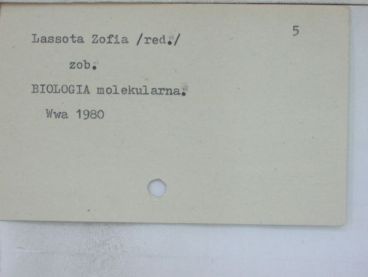 5
Lassota Zofia /red./
zob.
BIOLOGIA molekularna.
Wwa 1980